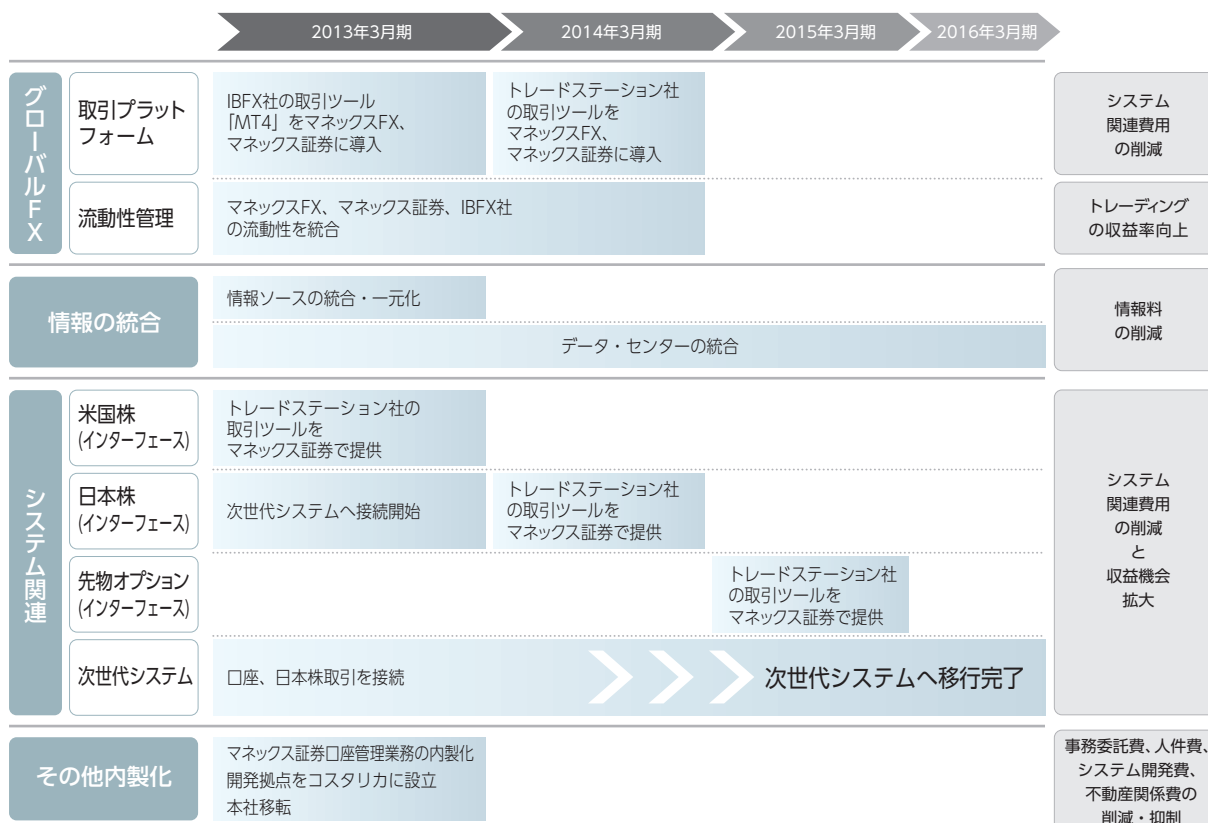 2013年3月期
2014年3月期
2015年3月期
2016年3月期
グローバルFX
取引プラット
フォーム
IBFX社の取引ツール
「MT4」をマネックスFX、
マネックス証券に導入
トレードステーション社
の取引ツールを
マネックスFX、
マネックス証券に導入
システム
関連費用
の削減
流動性管理
マネックスFX、マネックス証券、IBFX社
の流動性を統合
トレーディング
の収益率向上
情報の統合
情報ソースの統合・一元化
データ・センターの統合
情報料
の削減
システム関連
米国株
(インターフェース)
トレードステーション社の
取引ツールを
マネックス証券で提供
日本株
(インターフェース)
次世代システムへ接続開始
トレードステーション社
の取引ツールを
マネックス証券で提供
先物オプション
(インターフェース)
トレードステーション社
の取引ツールを
マネックス証券で提供
次世代システム
口座、日本株取引を接続
次世代システムへ移行完了
システム
関連費用
の削減
と
収益機会
拡大
その他内製化
マネックス証券口座管理業務の内製化
開発拠点をコスタリカに設立
本社移転
事務委託費、人件費、
システム開発費、
不動産関係費の
削減・抑制